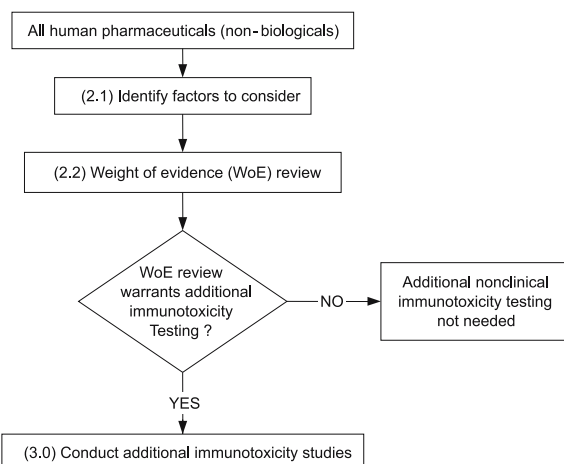 All human pharmaceuticals (non-biologicals)
(2.1) Identify factors to consider
(2.2) Weight of evidence (WoE) review
WoE review
warrants additional
immunotoxicity
Testing ?
NO
Additional nonclinical
immunotoxicity testing
not needed
YES
(3.0) Conduct additional immunotoxicity studies